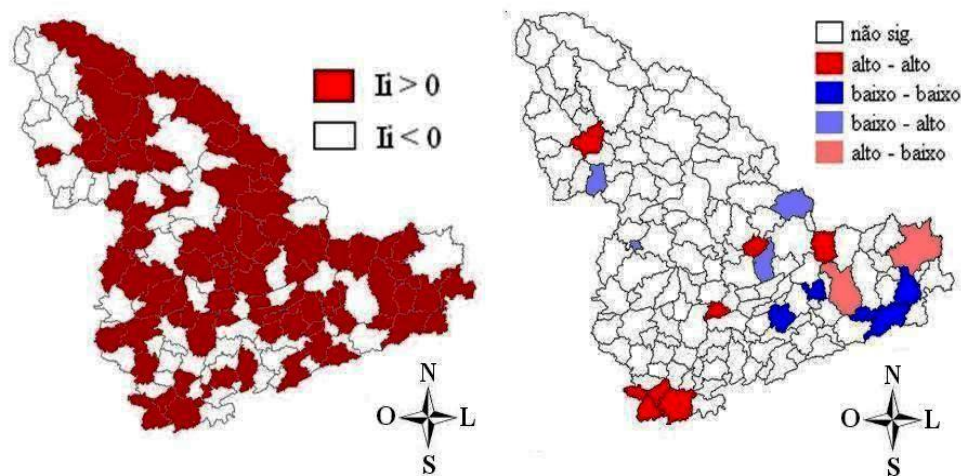 Ii > 0
Ii < 0
N
O L
S
não sig.
alto - alto
baixo - baixo
baixo - alto
alto - baixo
N
O L
S